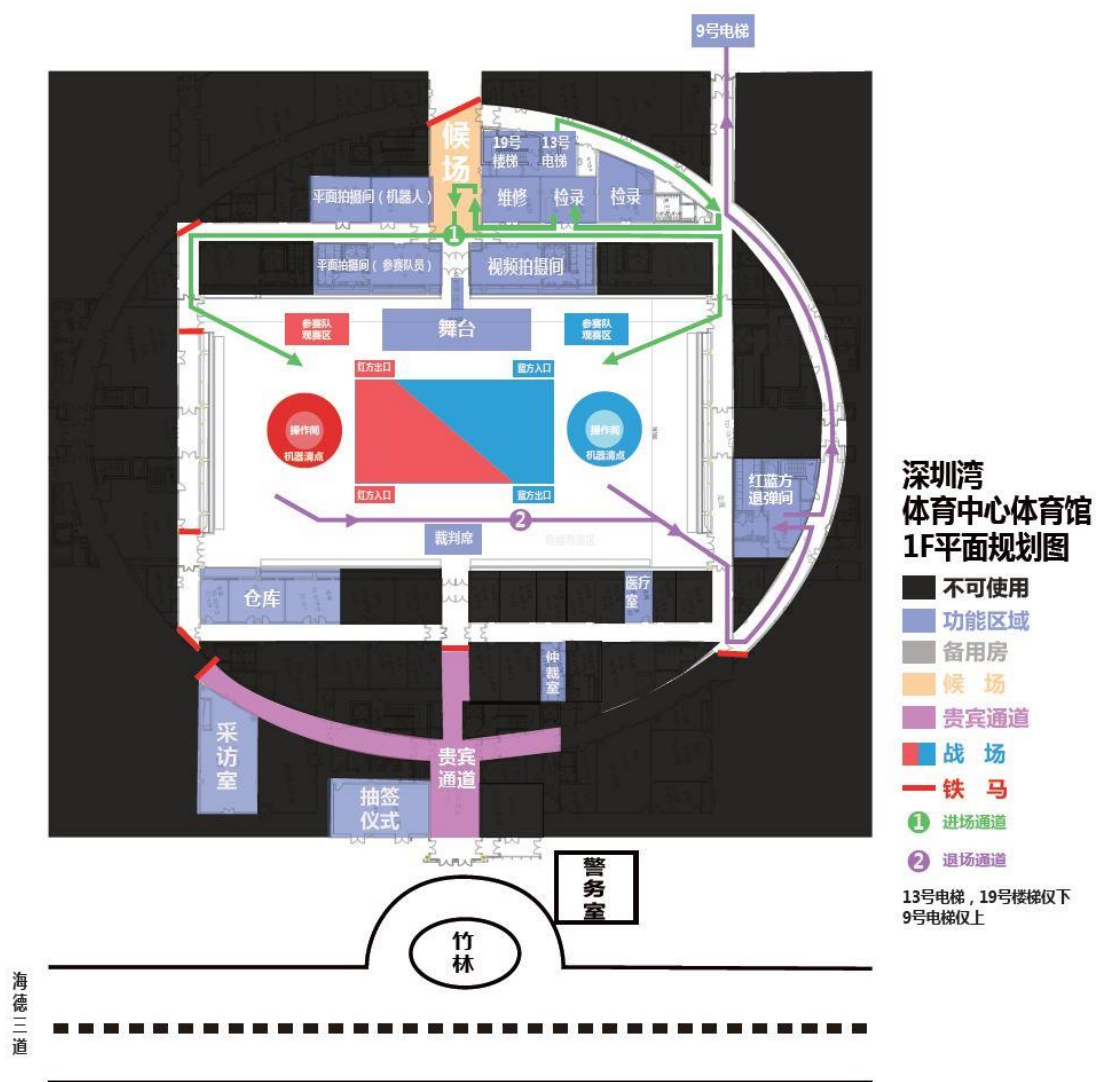 9号电梯
候
场
19号
楼梯
13号
电梯
平面拍摄间（机器人）
维修
检录
检录
1
平面拍摄间（参赛队员）
视频拍摄间
参赛队
观赛区
舞台
参赛队
观赛区
红方出口
蓝方入口
操作间
机器清点
操作间
机器清点
红方入口
蓝方出口
红蓝方
退弹间
2
裁判席
仓库
医疗
室
仲
裁
室
采
访
室
贵宾
通道
抽签
仪式
警
务
室
竹
林
海
德
三
道
深圳湾
体育中心体育馆
1F平面规划图
不可使用
功能区域
备用房
候 场
贵宾通道
战 场
铁 马
1 进场通道
2 退场通道
13号电梯，19号楼梯仅下
9号电梯仅上